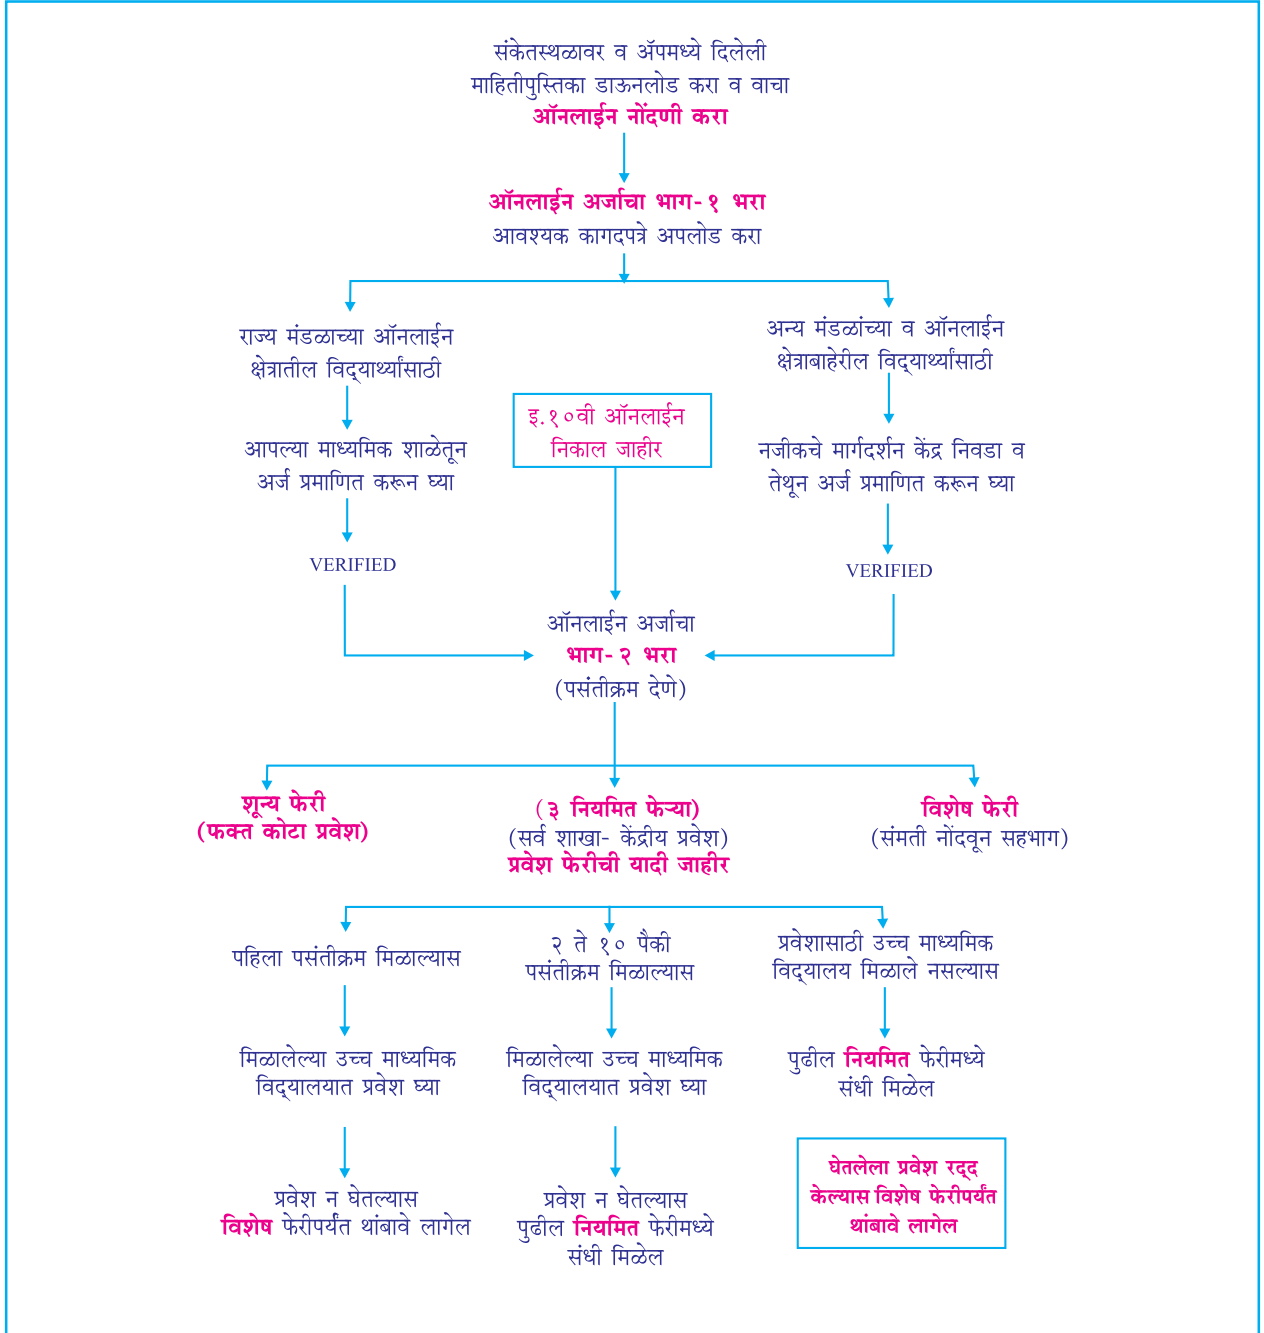 संकेतस्थळावर व ॲपमध्ये दिलेली
माहितीपुस्तिका डाऊनलोड करा व वाचा
ऑनलाईन नोंदणी करा
ऑनलाईन अर्जाचा भाग-१ भरा
आवश्यक कागदपत्रे अपलोड करा
राज्य मंडळाच्या ऑनलाईन
क्षेत्रातील विद्यार्थ्यांसाठी
अन्य मंडळांच्या व ऑनलाईन
क्षेत्राबाहेरील विद्यार्थ्यांसाठी
इ.१०वी ऑनलाईन
निकाल जाहीर
आपल्या माध्यमिक शाळेतून
अर्ज प्रमाणित करून घ्या
नजीकचे मार्गदर्शन केंद्र निवडा व
तेथून अर्ज प्रमाणित करून घ्या
VERIFIED
VERIFIED
ऑनलाईन अर्जाचा
भाग-२ भरा
(पसंतीक्रम देणे)
शून्य फेरी
(फक्त कोटा प्रवेश)
(३ नियमित फेऱ्या)
(सर्व शाखा- केंद्रीय प्रवेश)
प्रवेश फेरीची यादी जाहीर
विशेष फेरी
(संमती नोंदवून सहभाग)
पहिला पसंतीक्रम मिळाल्यास
२ ते १० पैकी
पसंतीक्रम मिळाल्यास
प्रवेशासाठी उच्च माध्यमिक
विद्यालय मिळाले नसल्यास
मिळालेल्या उच्च माध्यमिक
विद्यालयात प्रवेश घ्या
मिळालेल्या उच्च माध्यमिक
विद्यालयात प्रवेश घ्या
पुढील नियमित फेरीमध्ये
संधी मिळेल
प्रवेश न घेतल्यास
विशेष फेरीपर्यंत थांबावे लागेल
प्रवेश न घेतल्यास
पुढील नियमित फेरीमध्ये
संधी मिळेल
घेतलेला प्रवेश रद्द
केल्यास विशेष फेरीपर्यंत
थांबावे लागेल